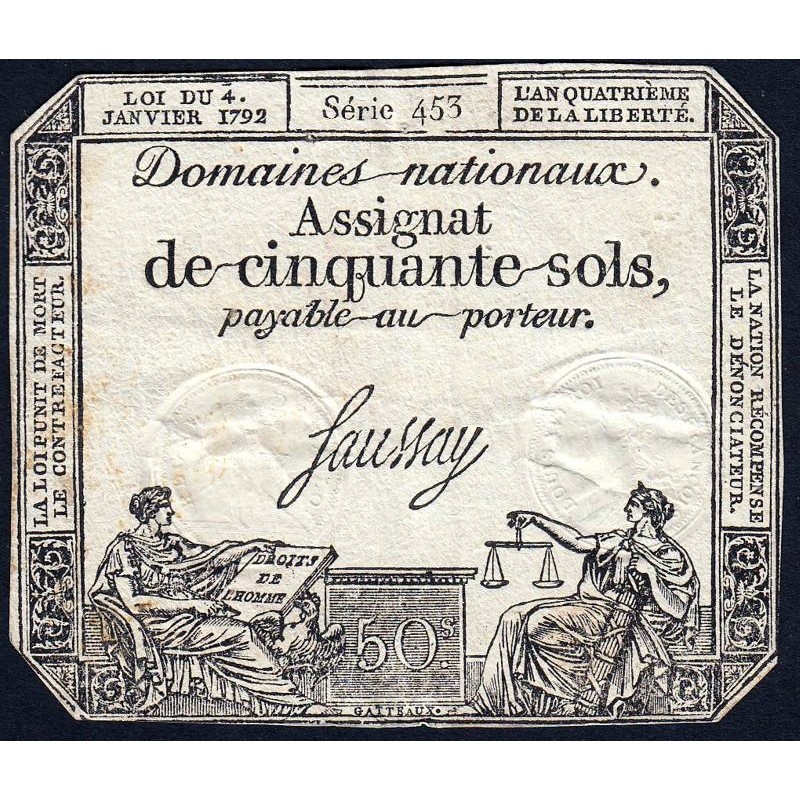 LOI DU 4.
JANVIER 1792
Série 453
L'AN QUATRIÈME
DE LA LIBERTÉ.
Domaines nationaux.
Assignat
de cinquante sols,
payable au porteur.
LA LOI PUNIT DE MORT
LE CONTREFACTEUR.
LA NATION RÉCOMPENSE
LE DÉNONCIATEUR.
Saussay
DROITS
DE
L'HOMME
50.s
GATTEAUX.